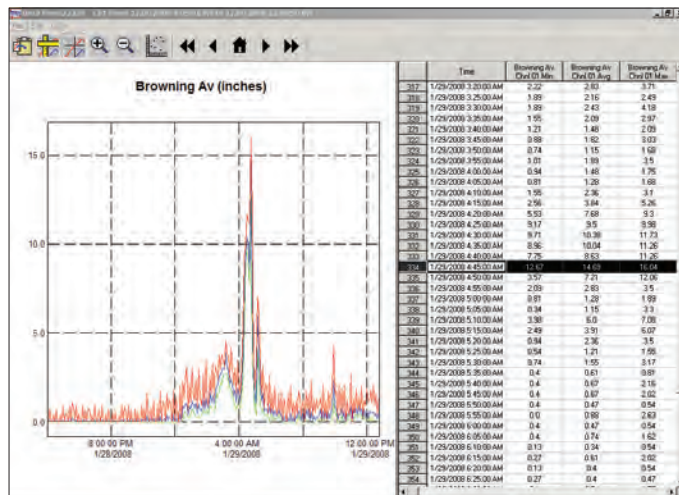 Browning Av (inches)
15.0
10.0
5.0
0.0
8:00:00 PM 4:00:00 AM 12:00:00 PM
1/28/2008 1/29/2008 1/29/2008
Time Browning Av Chnl 01 Min Browning Av Chnl 01 Avg Browning Av Chnl 01 Max
317 1/29/2008 3:20:00 AM 2.22 2.83 3.71
318 1/29/2008 3:25:00 AM 1.89 2.16 2.49
319 1/29/2008 3:30:00 AM 1.89 2.43 4.18
320 1/29/2008 3:35:00 AM 1.55 2.09 2.97
321 1/29/2008 3:40:00 AM 1.21 1.48 2.09
322 1/29/2008 3:45:00 AM 0.88 1.82 3.03
323 1/29/2008 3:50:00 AM 0.74 1.15 1.68
324 1/29/2008 3:55:00 AM 1.01 1.89 3.5
325 1/29/2008 4:00:00 AM 0.94 1.48 1.75
326 1/29/2008 4:05:00 AM 0.81 1.28 1.68
327 1/29/2008 4:10:00 AM 1.55 2.36 3.1
328 1/29/2008 4:15:00 AM 2.56 3.84 5.26
329 1/29/2008 4:20:00 AM 5.53 7.68 9.3
330 1/29/2008 4:25:00 AM 9.17 9.5 9.98
331 1/29/2008 4:30:00 AM 9.71 10.38 11.73
332 1/29/2008 4:35:00 AM 8.96 10.04 11.26
333 1/29/2008 4:40:00 AM 7.75 8.63 11.26
334 1/29/2008 4:45:00 AM 12.67 14.69 16.04
335 1/29/2008 4:50:00 AM 3.57 7.21 12.06
336 1/29/2008 4:55:00 AM 2.09 2.83 3.5
337 1/29/2008 5:00:00 AM 0.81 1.28 1.89
338 1/29/2008 5:05:00 AM 0.34 1.15 3.3
339 1/29/2008 5:10:00 AM 3.98 6.0 7.08
340 1/29/2008 5:15:00 AM 2.49 3.91 6.07
341 1/29/2008 5:20:00 AM 0.94 2.36 3.5
342 1/29/2008 5:25:00 AM 0.54 1.21 1.55
343 1/29/2008 5:30:00 AM 0.74 1.55 3.17
344 1/29/2008 5:35:00 AM 0.4 0.61 0.81
345 1/29/2008 5:40:00 AM 0.4 0.67 2.16
346 1/29/2008 5:45:00 AM 0.4 0.67 2.02
347 1/29/2008 5:50:00 AM 0.4 0.47 0.54
348 1/29/2008 5:55:00 AM 0.0 0.88 2.63
349 1/29/2008 6:00:00 AM 0.4 0.47 0.54
350 1/29/2008 6:05:00 AM 0.4 0.74 1.62
351 1/29/2008 6:10:00 AM 0.13 0.34 0.54
352 1/29/2008 6:15:00 AM 0.27 0.61 2.02
353 1/29/2008 6:20:00 AM 0.13 0.4 0.54
354 1/29/2008 6:25:00 AM 0.27 0.4 0.47